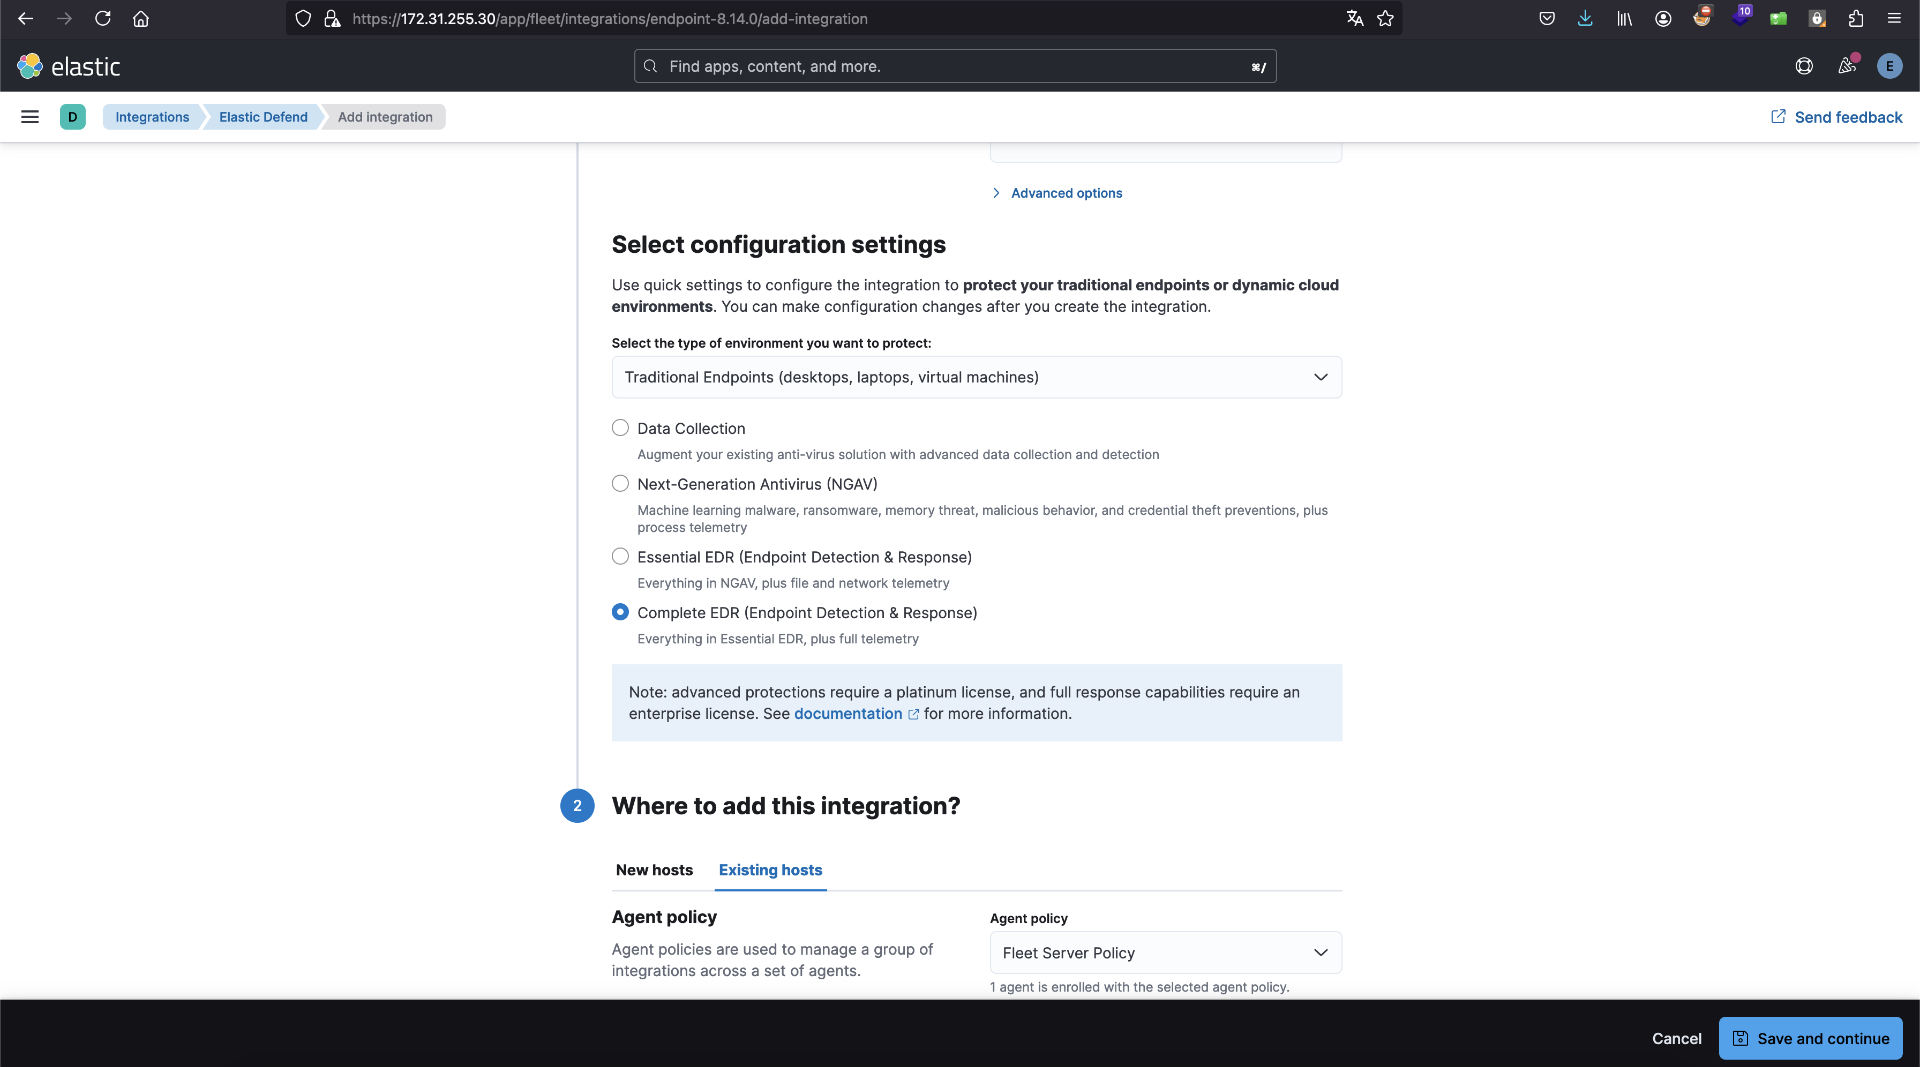 https://172.31.255.30/app/fleet/integrations/endpoint-8.14.0/add-integration
10
elastic
Find apps, content, and more.
⌘/
E
D
Integrations
Elastic Defend
Add integration
Send feedback
Advanced options
Select configuration settings
Use quick settings to configure the integration to protect your traditional endpoints or dynamic cloud
environments. You can make configuration changes after you create the integration.
Select the type of environment you want to protect:
Traditional Endpoints (desktops, laptops, virtual machines)
Data Collection
Augment your existing anti-virus solution with advanced data collection and detection
Next-Generation Antivirus (NGAV)
Machine learning malware, ransomware, memory threat, malicious behavior, and credential theft preventions, plus
process telemetry
Essential EDR (Endpoint Detection & Response)
Everything in NGAV, plus file and network telemetry
Complete EDR (Endpoint Detection & Response)
Everything in Essential EDR, plus full telemetry
Note: advanced protections require a platinum license, and full response capabilities require an
enterprise license. See documentation for more information.
2
Where to add this integration?
New hosts
Existing hosts
Agent policy
Agent policies are used to manage a group of
integrations across a set of agents.
Agent policy
Fleet Server Policy
1 agent is enrolled with the selected agent policy.
Cancel
Save and continue